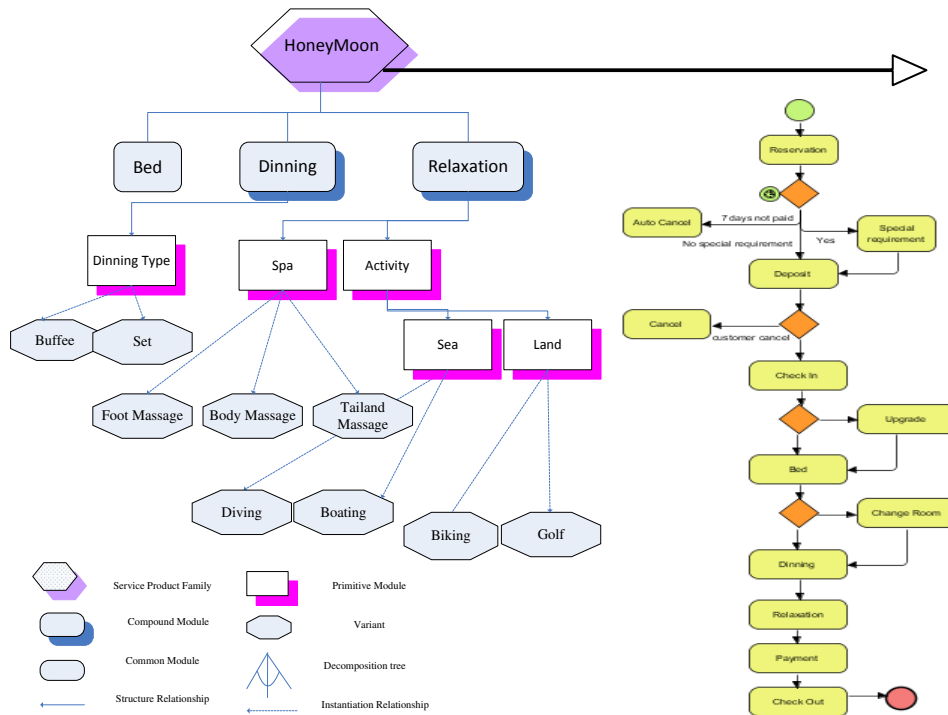 HoneyMoon
Bed
Dinning
Relaxation
Dinning Type
Spa
Activity
Buffee
Set
Sea
Land
Foot Massage
Body Massage
Tailand
Massage
Diving
Boating
Biking
Golf
Service Product Family
Primitive Module
Compound Module
Variant
Common Module
Decomposition tree
Structure Relationship
Instantiation Relationship
Reservation
7 days not paid
Auto Cancel
Yes
Special
requirement
No special requirement
Deposit
Cancel
customer cancel
Check In
Upgrade
Bed
Change Room
Dinning
Relaxation
Payment
Check Out